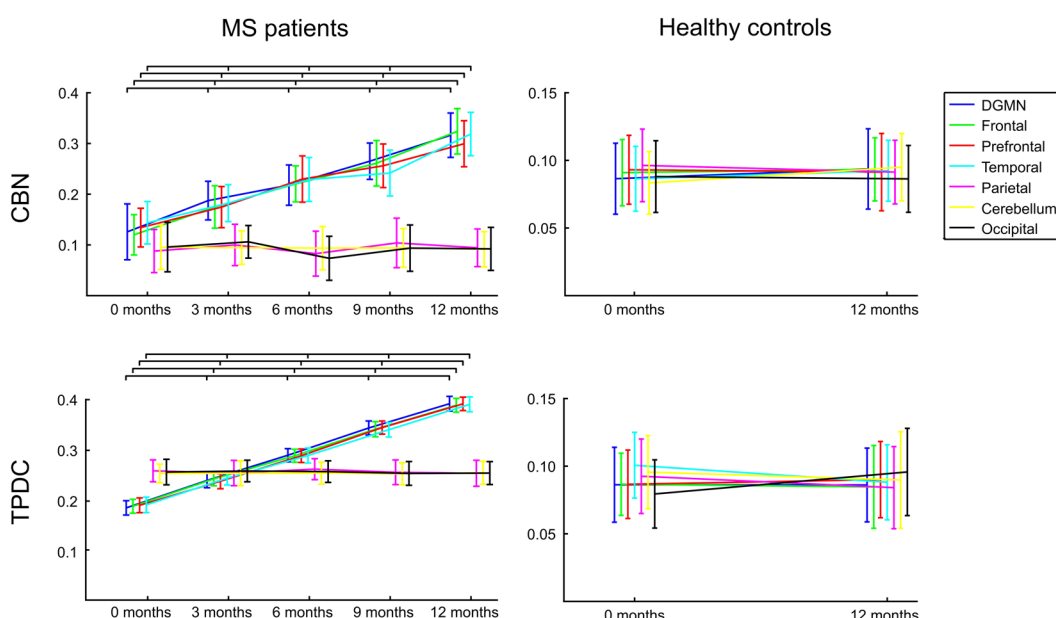 MS patients
Healthy controls
CBN
0.4
0.3
0.2
0.1
0 months 3 months 6 months 9 months 12 months
0.15
0.10
0.05
0 months 12 months
DGMN
Frontal
Prefrontal
Temporal
Parietal
Cerebellum
Occipital
TPDC
0.4
0.3
0.2
0.1
0 months 3 months 6 months 9 months 12 months
0.15
0.10
0.05
0 months 12 months